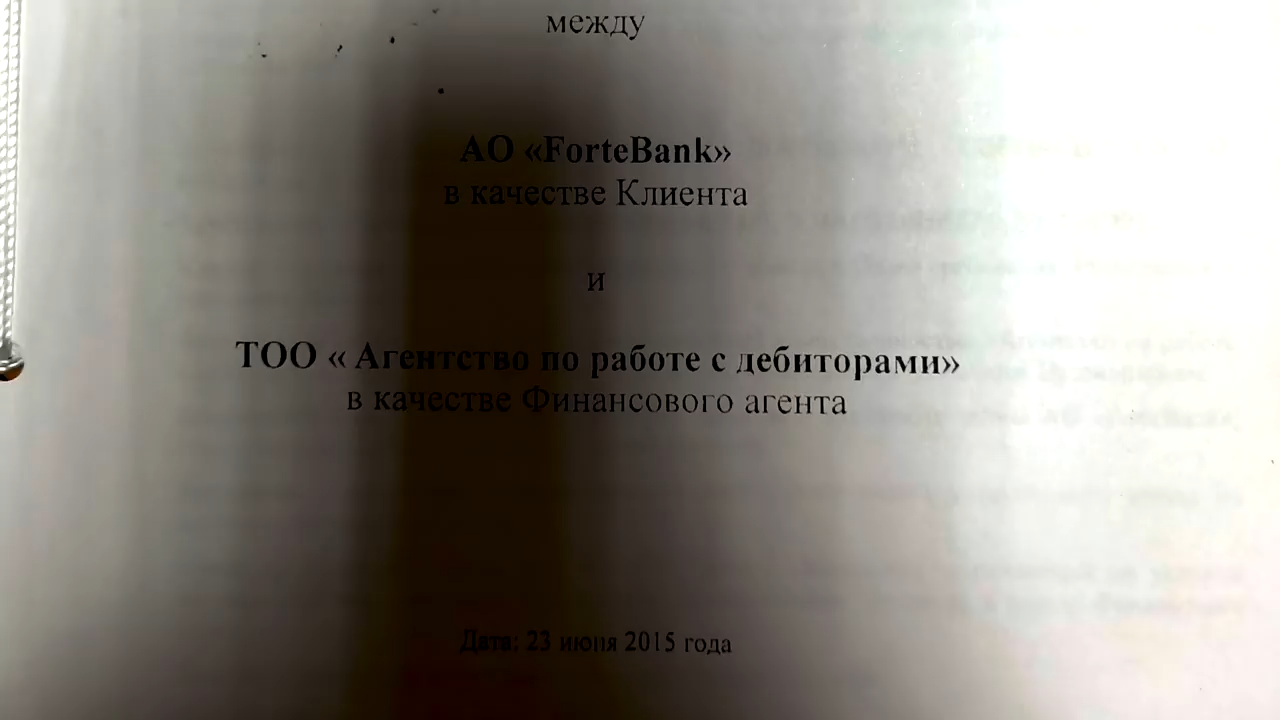 между
АО «ForteBank»
в качестве Клиента
и
ТОО « Агентство по работе с дебиторами»
в качестве Финансового агента
Дата: 23 июня 2015 года